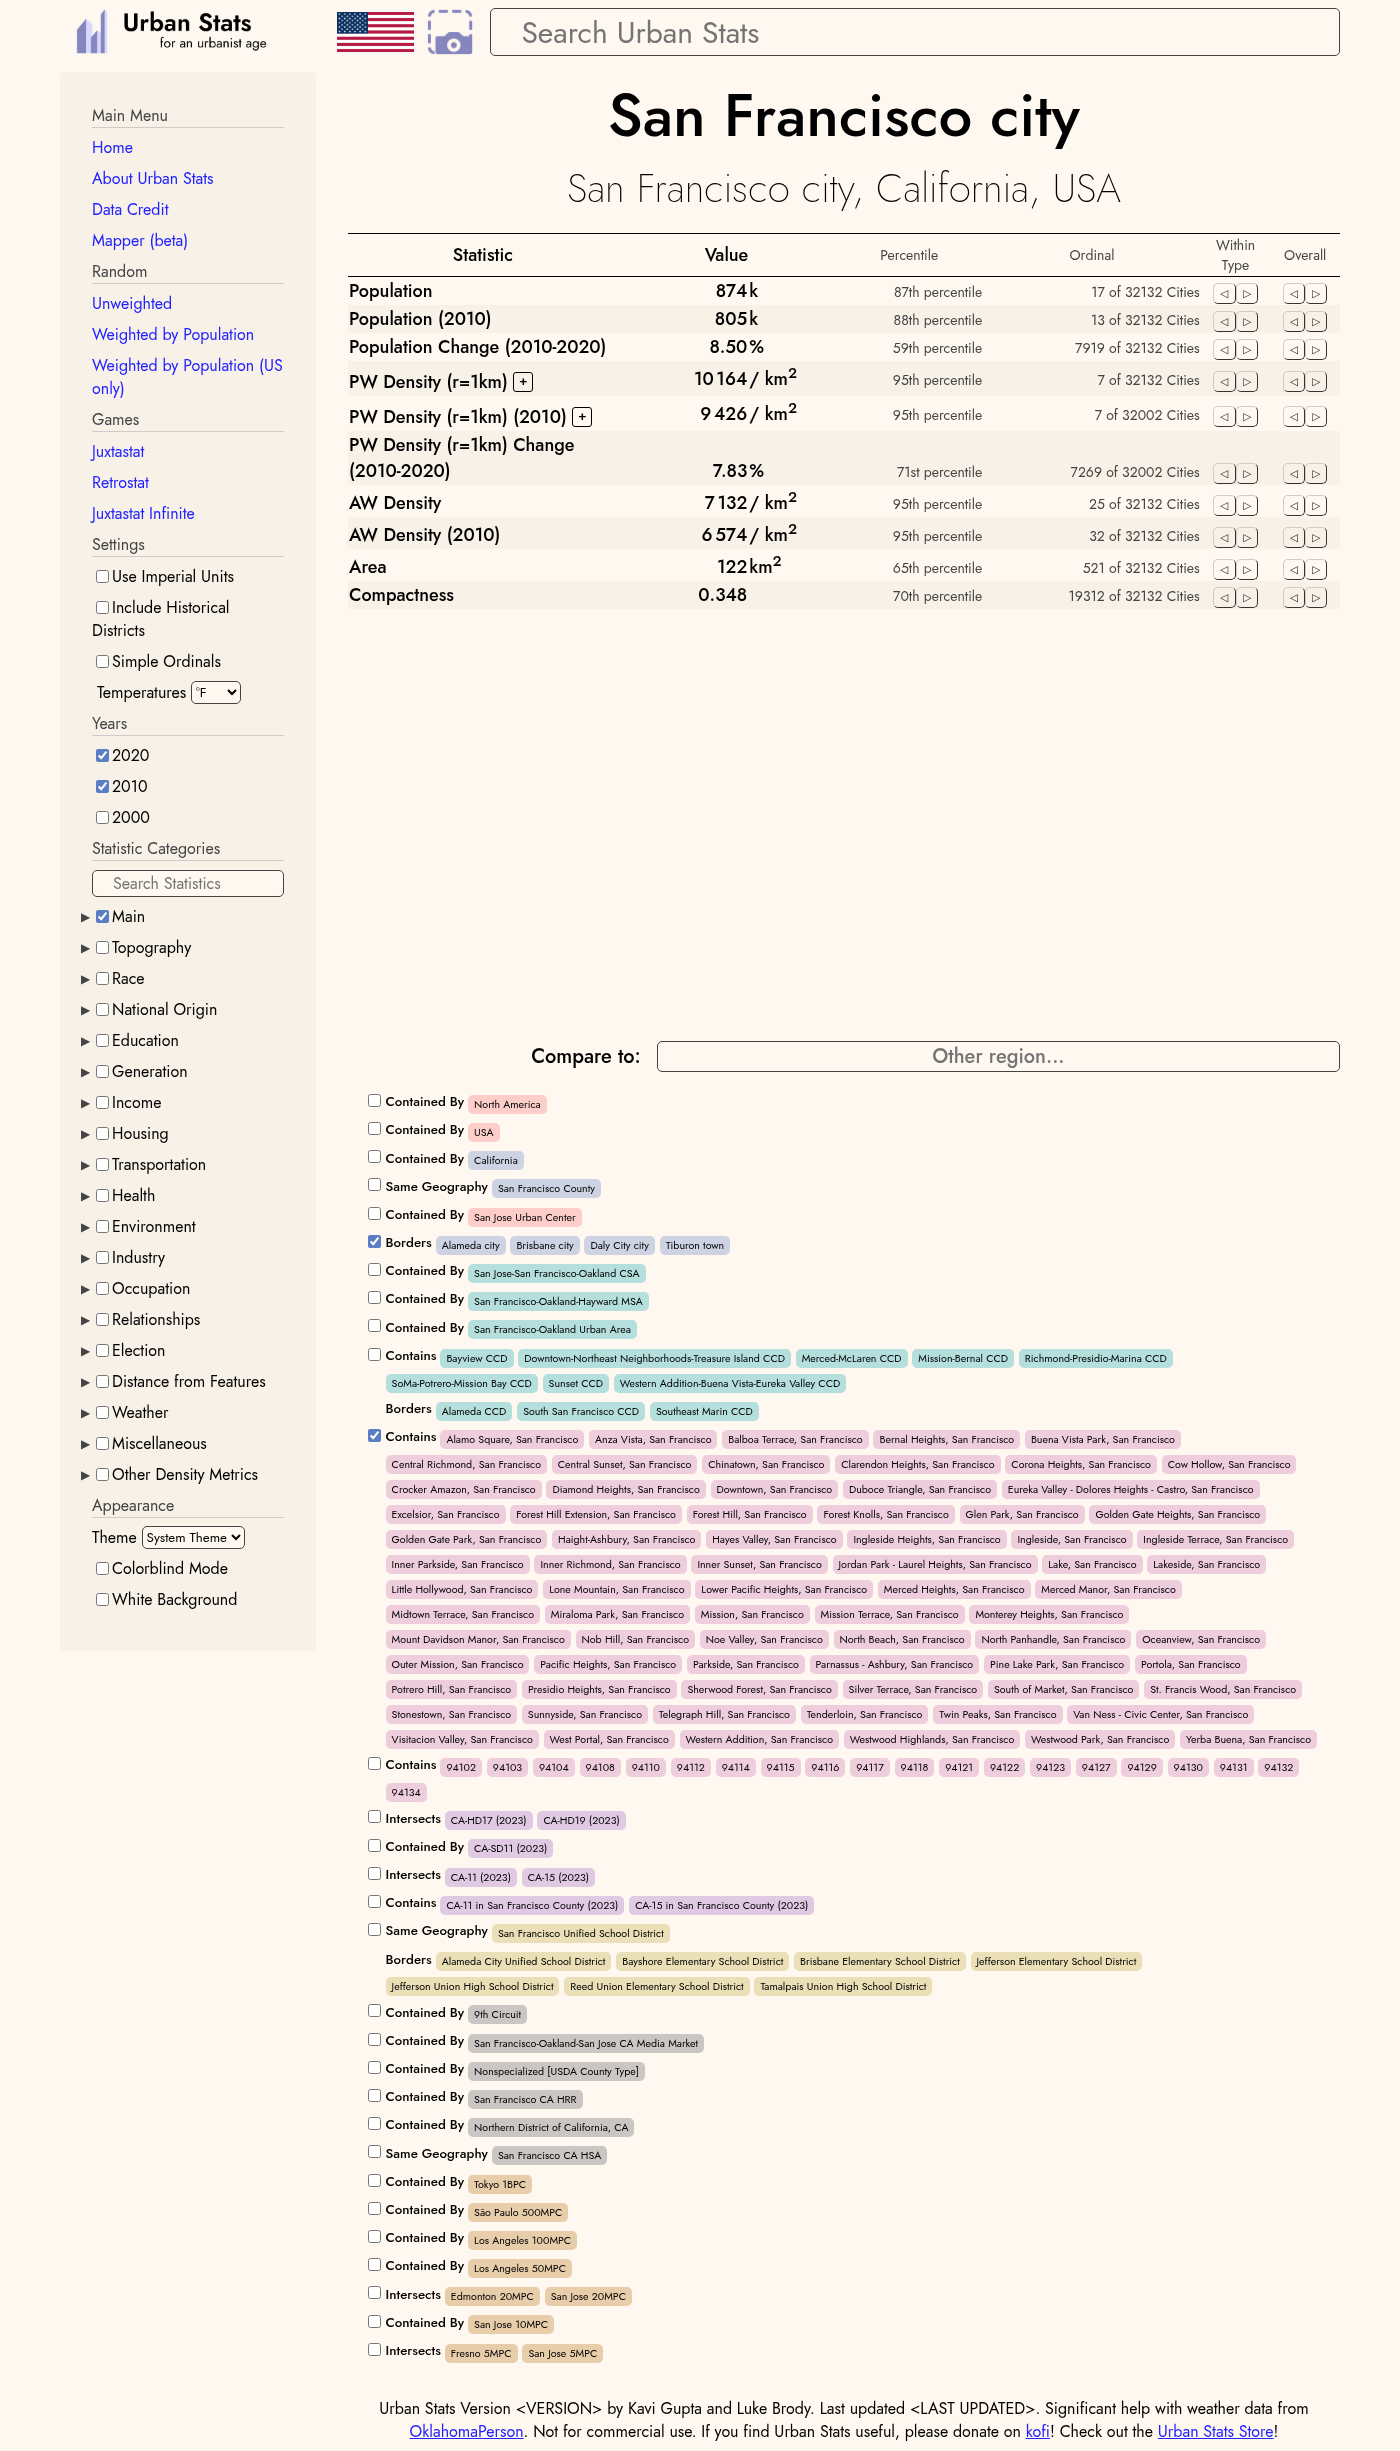 Urban Stats
for an urbanist age
Search Urban Stats
Main Menu
Home
About Urban Stats
Data Credit
Mapper (beta)
Random
Unweighted
Weighted by Population
Weighted by Population (US
only)
Games
Juxtastat
Retrostat
Juxtastat Infinite
Settings
Use Imperial Units
Include Historical
Districts
Simple Ordinals
Temperatures °F
Years
2020
2010
2000
Statistic Categories
Search Statistics
Main
Topography
Race
National Origin
Education
Generation
Income
Housing
Transportation
Health
Environment
Industry
Occupation
Relationships
Election
Distance from Features
Weather
Miscellaneous
Other Density Metrics
Appearance
Theme System Theme
Colorblind Mode
White Background
San Francisco city
San Francisco city, California, USA
Statistic Value Percentile Ordinal Within Type Overall
Population 874k 87th percentile 17 of 32132 Cities
Population (2010) 805k 88th percentile 13 of 32132 Cities
Population Change (2010-2020) 8.50% 59th percentile 7919 of 32132 Cities
PW Density (r=1km) + 10 164/ km² 95th percentile 7 of 32132 Cities
PW Density (r=1km) (2010) + 9 426/ km² 95th percentile 7 of 32002 Cities
PW Density (r=1km) Change
(2010-2020) 7.83% 71st percentile 7269 of 32002 Cities
AW Density 7 132/ km² 95th percentile 25 of 32132 Cities
AW Density (2010) 6 574/ km² 95th percentile 32 of 32132 Cities
Area 122km² 65th percentile 521 of 32132 Cities
Compactness 0.348 70th percentile 19312 of 32132 Cities
Compare to: Other region...
Contained By North America
Contained By USA
Contained By California
Same Geography San Francisco County
Contained By San Jose Urban Center
Borders Alameda city Brisbane city Daly City city Tiburon town
Contained By San Jose-San Francisco-Oakland CSA
Contained By San Francisco-Oakland-Hayward MSA
Contained By San Francisco-Oakland Urban Area
Contains Bayview CCD Downtown-Northeast Neighborhoods-Treasure Island CCD Merced-McLaren CCD Mission-Bernal CCD Richmond-Presidio-Marina CCD
SoMa-Potrero-Mission Bay CCD Sunset CCD Western Addition-Buena Vista-Eureka Valley CCD
Borders Alameda CCD South San Francisco CCD Southeast Marin CCD
Contains Alamo Square, San Francisco Anza Vista, San Francisco Balboa Terrace, San Francisco Bernal Heights, San Francisco Buena Vista Park, San Francisco
Central Richmond, San Francisco Central Sunset, San Francisco Chinatown, San Francisco Clarendon Heights, San Francisco Corona Heights, San Francisco Cow Hollow, San Francisco
Crocker Amazon, San Francisco Diamond Heights, San Francisco Downtown, San Francisco Duboce Triangle, San Francisco Eureka Valley - Dolores Heights - Castro, San Francisco
Excelsior, San Francisco Forest Hill Extension, San Francisco Forest Hill, San Francisco Forest Knolls, San Francisco Glen Park, San Francisco Golden Gate Heights, San Francisco
Golden Gate Park, San Francisco Haight-Ashbury, San Francisco Hayes Valley, San Francisco Ingleside Heights, San Francisco Ingleside, San Francisco Ingleside Terrace, San Francisco
Inner Parkside, San Francisco Inner Richmond, San Francisco Inner Sunset, San Francisco Jordan Park - Laurel Heights, San Francisco Lake, San Francisco Lakeside, San Francisco
Little Hollywood, San Francisco Lone Mountain, San Francisco Lower Pacific Heights, San Francisco Merced Heights, San Francisco Merced Manor, San Francisco
Midtown Terrace, San Francisco Miraloma Park, San Francisco Mission, San Francisco Mission Terrace, San Francisco Monterey Heights, San Francisco
Mount Davidson Manor, San Francisco Nob Hill, San Francisco Noe Valley, San Francisco North Beach, San Francisco North Panhandle, San Francisco Oceanview, San Francisco
Outer Mission, San Francisco Pacific Heights, San Francisco Parkside, San Francisco Parnassus - Ashbury, San Francisco Pine Lake Park, San Francisco Portola, San Francisco
Potrero Hill, San Francisco Presidio Heights, San Francisco Sherwood Forest, San Francisco Silver Terrace, San Francisco South of Market, San Francisco St. Francis Wood, San Francisco
Stonestown, San Francisco Sunnyside, San Francisco Telegraph Hill, San Francisco Tenderloin, San Francisco Twin Peaks, San Francisco Van Ness - Civic Center, San Francisco
Visitacion Valley, San Francisco West Portal, San Francisco Western Addition, San Francisco Westwood Highlands, San Francisco Westwood Park, San Francisco Yerba Buena, San Francisco
Contains 94102 94103 94104 94108 94110 94112 94114 94115 94116 94117 94118 94121 94122 94123 94127 94129 94130 94131 94132
94134
Intersects CA-HD17 (2023) CA-HD19 (2023)
Contained By CA-SD11 (2023)
Intersects CA-11 (2023) CA-15 (2023)
Contains CA-11 in San Francisco County (2023) CA-15 in San Francisco County (2023)
Same Geography San Francisco Unified School District
Borders Alameda City Unified School District Bayshore Elementary School District Brisbane Elementary School District Jefferson Elementary School District
Jefferson Union High School District Reed Union Elementary School District Tamalpais Union High School District
Contained By 9th Circuit
Contained By San Francisco-Oakland-San Jose CA Media Market
Contained By Nonspecialized [USDA County Type]
Contained By San Francisco CA HRR
Contained By Northern District of California, CA
Same Geography San Francisco CA HSA
Contained By Tokyo 1BPC
Contained By São Paulo 500MPC
Contained By Los Angeles 100MPC
Contained By Los Angeles 50MPC
Intersects Edmonton 20MPC San Jose 20MPC
Contained By San Jose 10MPC
Intersects Fresno 5MPC San Jose 5MPC
Urban Stats Version <VERSION> by Kavi Gupta and Luke Brody. Last updated <LAST UPDATED>. Significant help with weather data from
OklahomaPerson. Not for commercial use. If you find Urban Stats useful, please donate on kofi! Check out the Urban Stats Store!